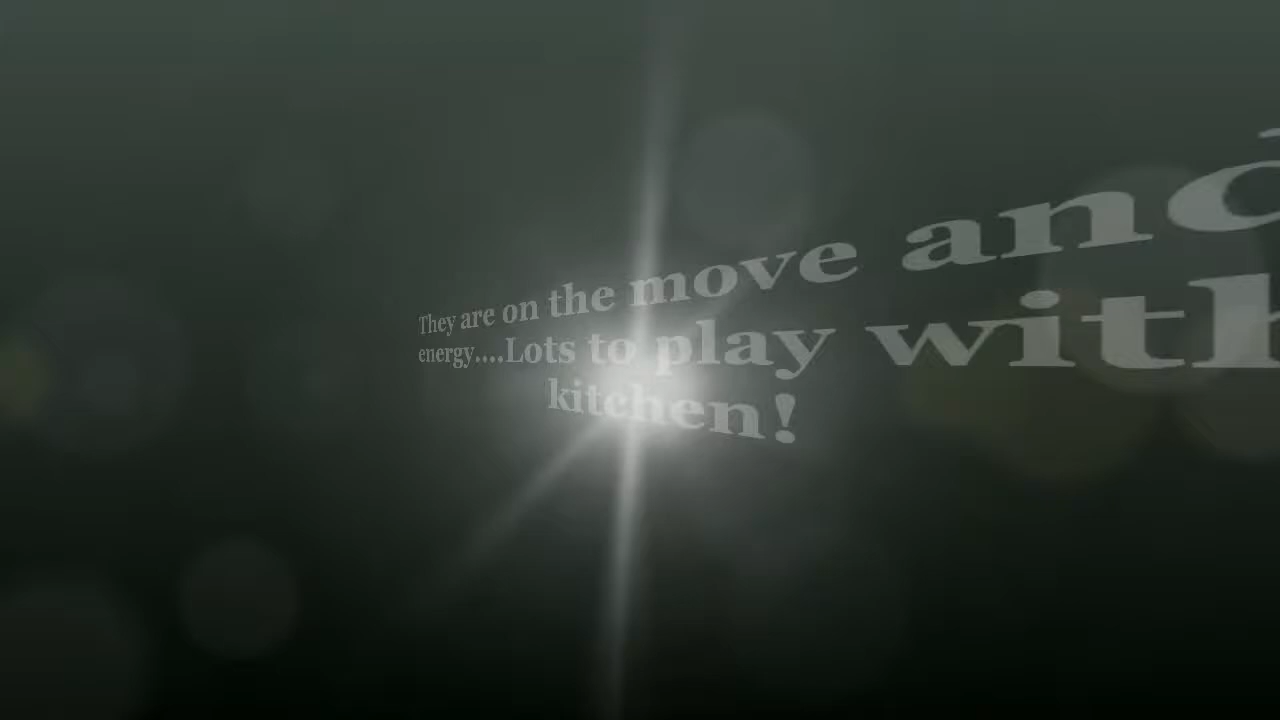 They are on the move and
energy....Lots to play with
kitchen!